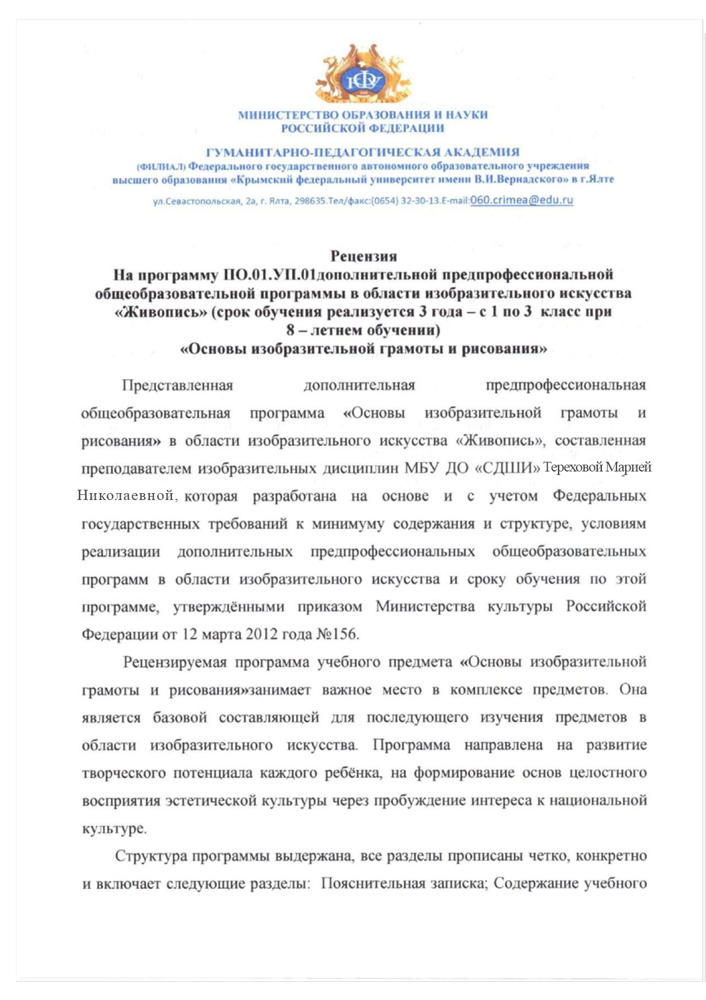 КФУ
МИНИСТЕРСТВО ОБРАЗОВАНИЯ И НАУКИ
РОССИЙСКОЙ ФЕДЕРАЦИИ
ГУМАНИТАРНО-ПЕДАГОГИЧЕСКАЯ АКАДЕМИЯ
(ФИЛИАЛ) Федерального государственного автономного образовательного учреждения
высшего образования «Крымский федеральный университет имени В.И.Вернадского» в г.Ялте
ул.Севастопольская, 2а, г. Ялта, 298635.Тел/факс:(0654) 32-30-13.E-mail:060.crimea@edu.ru
Рецензия
На программу ПО.01.УП.01дополнительной предпрофессиональной
общеобразовательной программы в области изобразительного искусства
«Живопись» (срок обучения реализуется 3 года – с 1 по 3 класс при
8 – летнем обучении)
«Основы изобразительной грамоты и рисования»
Представленная дополнительная предпрофессиональная
общеобразовательная программа «Основы изобразительной грамоты и
рисования» в области изобразительного искусства «Живопись», составленная
преподавателем изобразительных дисциплин МБУ ДО «СДШИ» Тереховой Марией
Николаевной, которая разработана на основе и с учетом Федеральных
государственных требований к минимуму содержания и структуре, условиям
реализации дополнительных предпрофессиональных общеобразовательных
программ в области изобразительного искусства и сроку обучения по этой
программе, утверждёнными приказом Министерства культуры Российской
Федерации от 12 марта 2012 года №156.
Рецензируемая программа учебного предмета «Основы изобразительной
грамоты и рисования»занимает важное место в комплексе предметов. Она
является базовой составляющей для последующего изучения предметов в
области изобразительного искусства. Программа направлена на развитие
творческого потенциала каждого ребёнка, на формирование основ целостного
восприятия эстетической культуры через пробуждение интереса к национальной
культуре.
Структура программы выдержана, все разделы прописаны четко, конкретно
и включает следующие разделы: Пояснительная записка; Содержание учебного